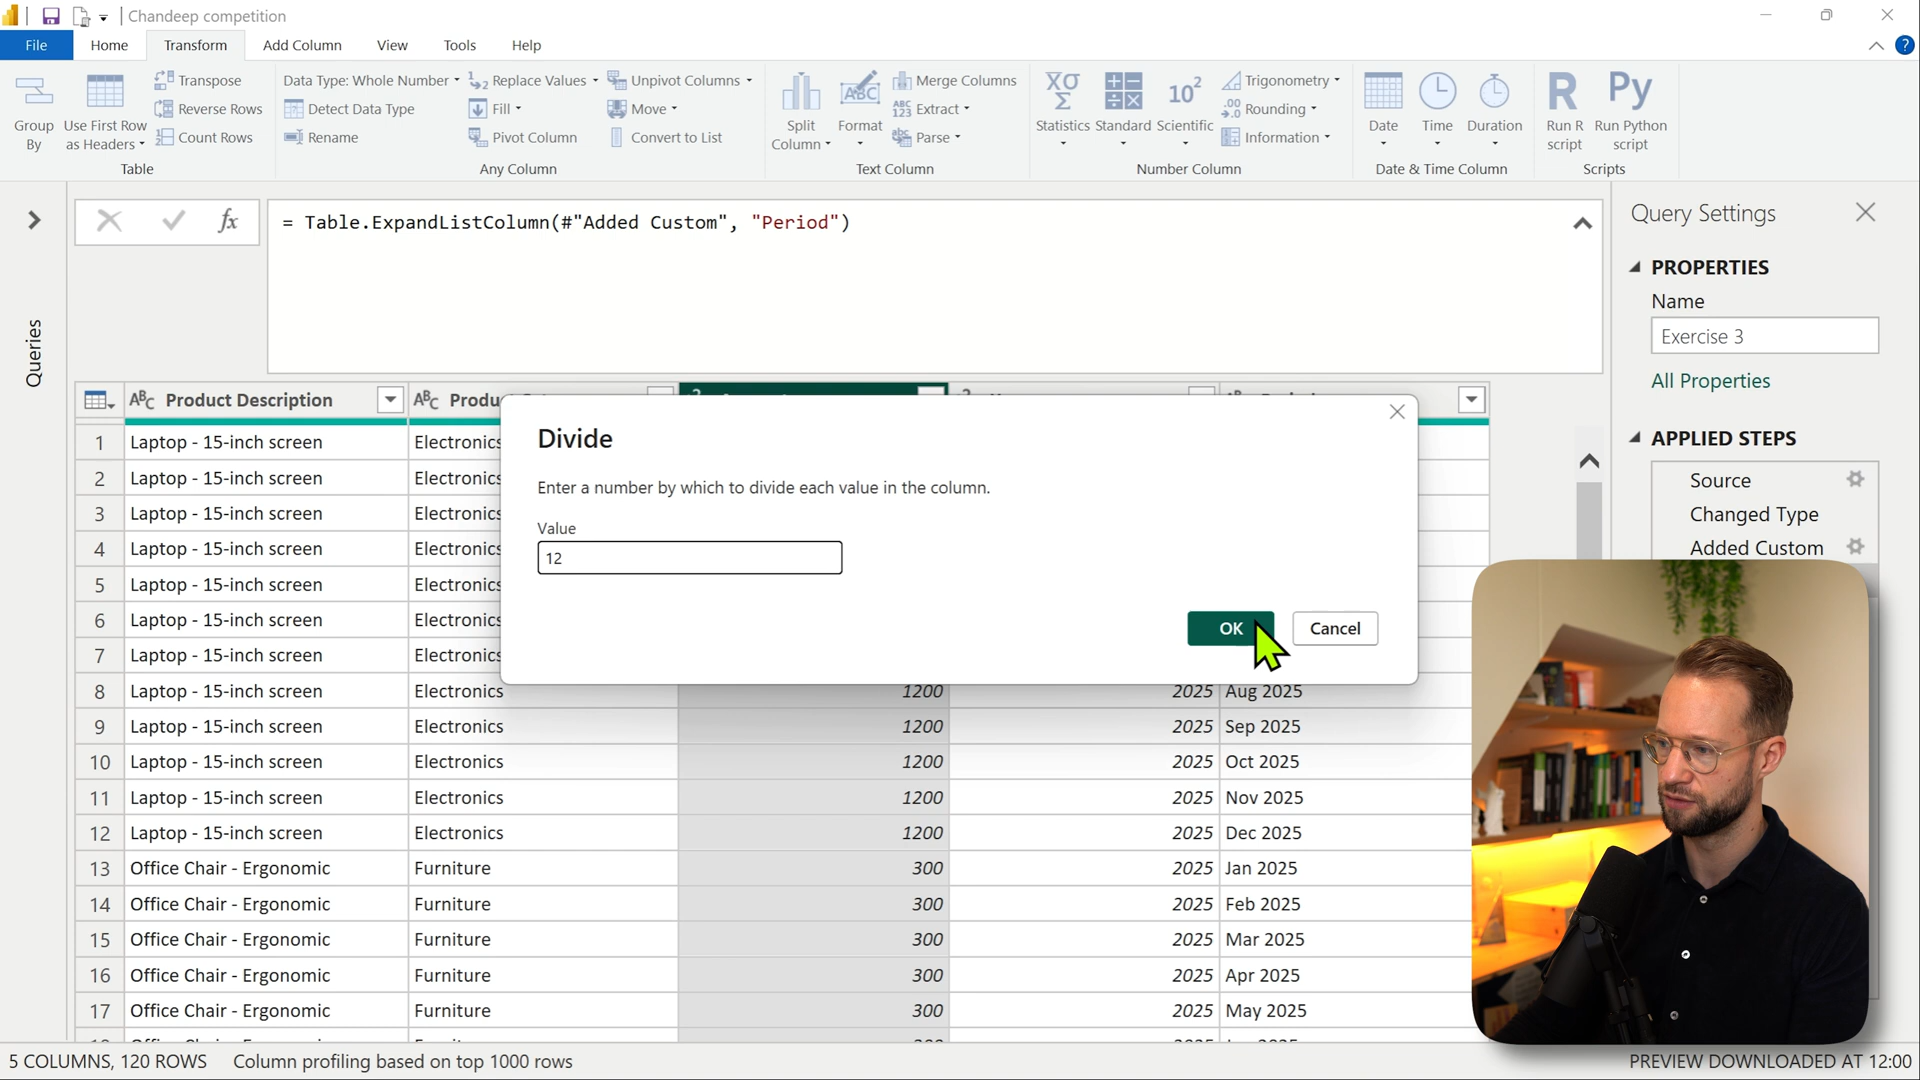 Chandeep competition
File
Home
Transform
Add Column
View
Tools
Help
Group By
Use First Row as Headers
Transpose
Reverse Rows
Count Rows
Table
Data Type: Whole Number
Detect Data Type
Rename
Replace Values
Fill
Pivot Column
Unpivot Columns
Move
Convert to List
Any Column
Split Column
Format
Merge Columns
Extract
Parse
Text Column
Statistics
Standard
Scientific
Trigonometry
Rounding
Information
Number Column
Date
Time
Duration
Date & Time Column
Run R script
Run Python script
Scripts
Queries
= Table.ExpandListColumn(#"Added Custom", "Period")
Query Settings
PROPERTIES
Name
Exercise 3
All Properties
APPLIED STEPS
Source
Changed Type
Added Custom
Product Description
Divide
Enter a number by which to divide each value in the column.
Value
12
OK
Cancel
1 Laptop - 15-inch screen Electronics
2 Laptop - 15-inch screen Electronics
3 Laptop - 15-inch screen Electronics
4 Laptop - 15-inch screen Electronics
5 Laptop - 15-inch screen Electronics
6 Laptop - 15-inch screen Electronics
7 Laptop - 15-inch screen Electronics
8 Laptop - 15-inch screen Electronics 1200 2025 Aug 2025
9 Laptop - 15-inch screen Electronics 1200 2025 Sep 2025
10 Laptop - 15-inch screen Electronics 1200 2025 Oct 2025
11 Laptop - 15-inch screen Electronics 1200 2025 Nov 2025
12 Laptop - 15-inch screen Electronics 1200 2025 Dec 2025
13 Office Chair - Ergonomic Furniture 300 2025 Jan 2025
14 Office Chair - Ergonomic Furniture 300 2025 Feb 2025
15 Office Chair - Ergonomic Furniture 300 2025 Mar 2025
16 Office Chair - Ergonomic Furniture 300 2025 Apr 2025
17 Office Chair - Ergonomic Furniture 300 2025 May 2025
5 COLUMNS, 120 ROWS
Column profiling based on top 1000 rows
PREVIEW DOWNLOADED AT 12:00